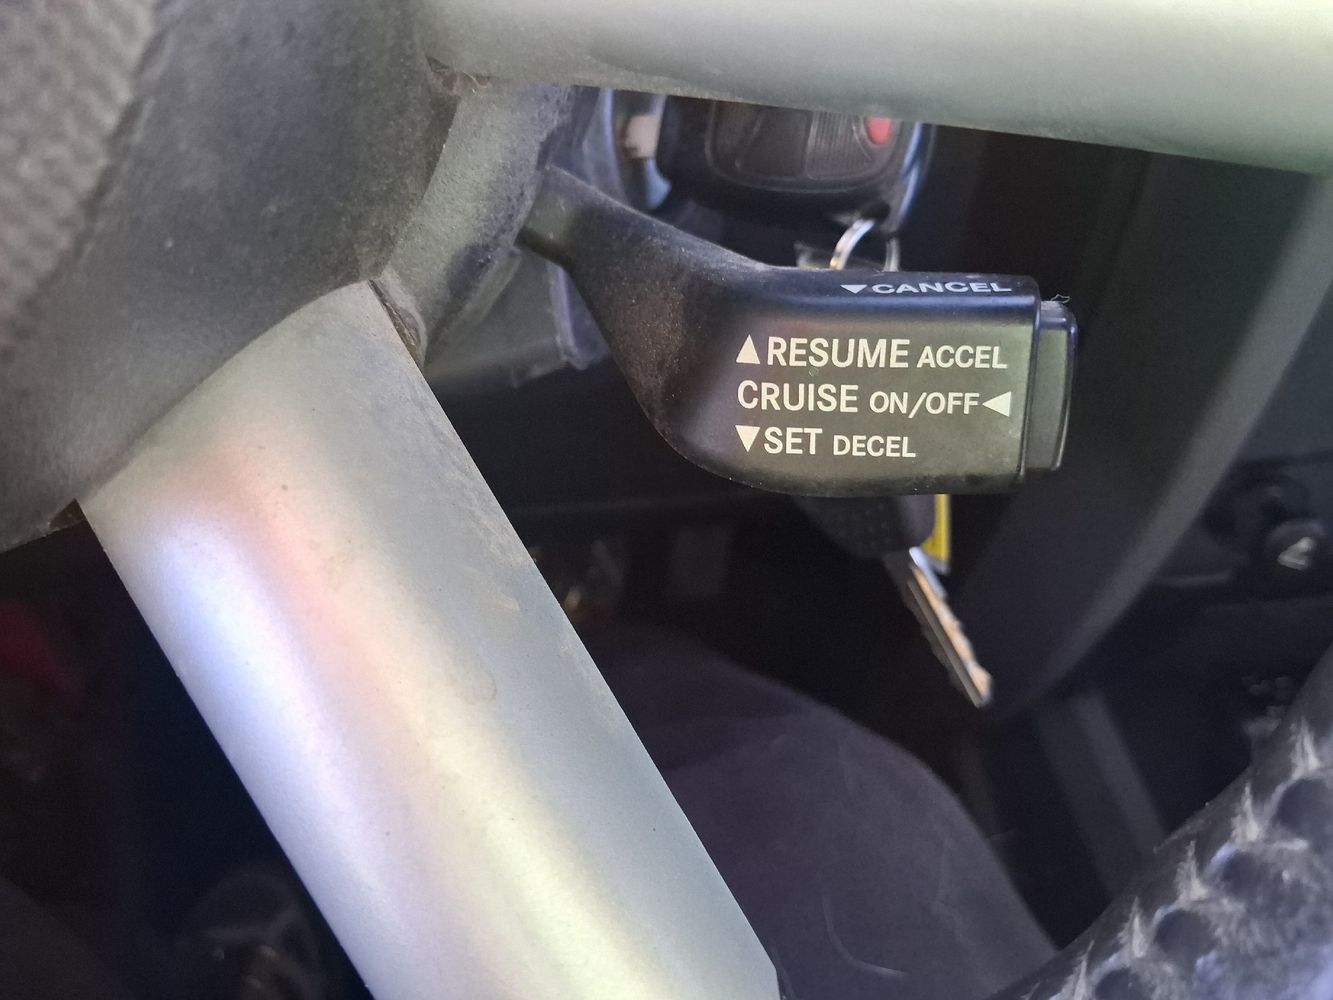 ▼CANCEL
▲RESUME ACCEL
CRUISE ON/OFF◀
▼SET DECEL